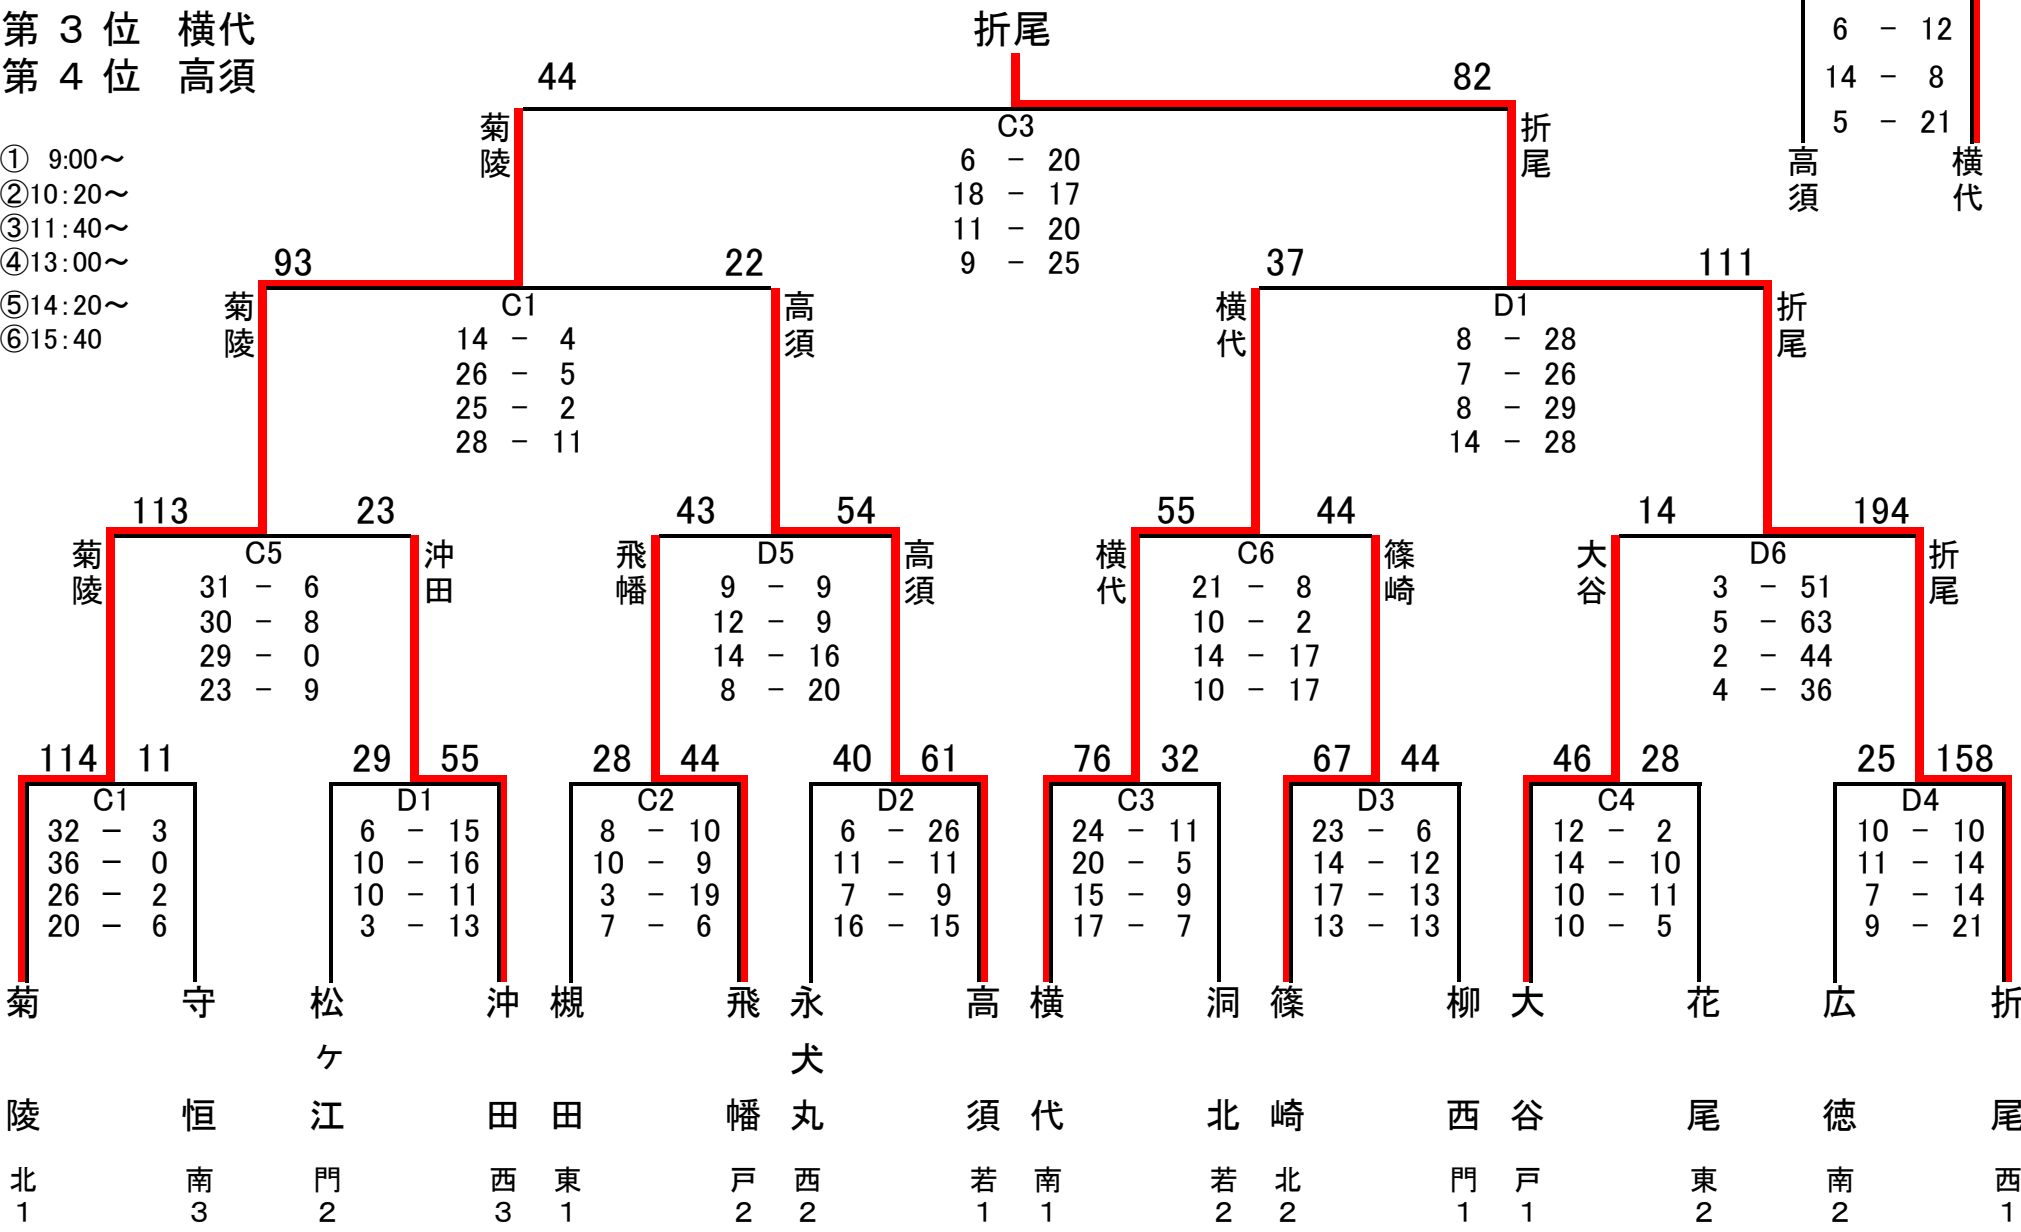 第 3 位 横代
第 4 位 高須
折尾
6 － 12
14 － 8
5 － 21
高須
横代
① 9:00～
②10:20～
③11:40～
④13:00～
⑤14:20～
⑥15:40
44
82
菊陵
C3
折尾
6 － 20
18 － 17
11 － 20
9 － 25
93
22
菊陵
C1
高須
14 － 4
26 － 5
25 － 2
28 － 11
37
111
横代
D1
折尾
8 － 28
7 － 26
8 － 29
14 － 28
113
23
菊陵
C5
沖田
31 － 6
30 － 8
29 － 0
23 － 9
43
54
飛幡
D5
高須
9 － 9
12 － 9
14 － 16
8 － 20
55
44
横代
C6
篠崎
21 － 8
10 － 2
14 － 17
10 － 17
14
194
大谷
D6
折尾
3 － 51
5 － 63
2 － 44
4 － 36
114 11
C1
32 － 3
36 － 0
26 － 2
20 － 6
29 55
D1
6 － 15
10 － 16
10 － 11
3 － 13
28 44
C2
8 － 10
10 － 9
3 － 19
7 － 6
40 61
D2
6 － 26
11 － 11
7 － 9
16 － 15
76 32
C3
24 － 11
20 － 5
15 － 9
17 － 7
67 44
D3
23 － 6
14 － 12
17 － 13
13 － 13
46 28
C4
12 － 2
14 － 10
10 － 11
10 － 5
25 158
D4
10 － 10
11 － 14
7 － 14
9 － 21
菊陵
北1
守恒
南3
松ケ江
門2
沖田
西3
槻田
東1
飛幡
戸2
永犬丸
西2
高須
若1
横代
南1
洞北
若2
篠崎
北2
柳西
門1
大谷
戸1
花尾
東2
広徳
南2
折尾
西1